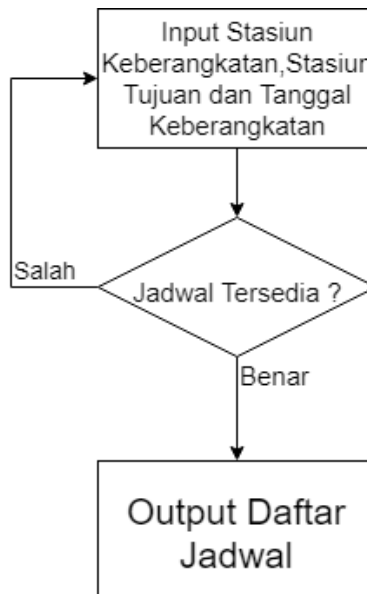 Input Stasiun
Keberangkatan,Stasiun
Tujuan dan Tanggal
Keberangkatan
Salah
Jadwal Tersedia ?
Benar
Output Daftar
Jadwal